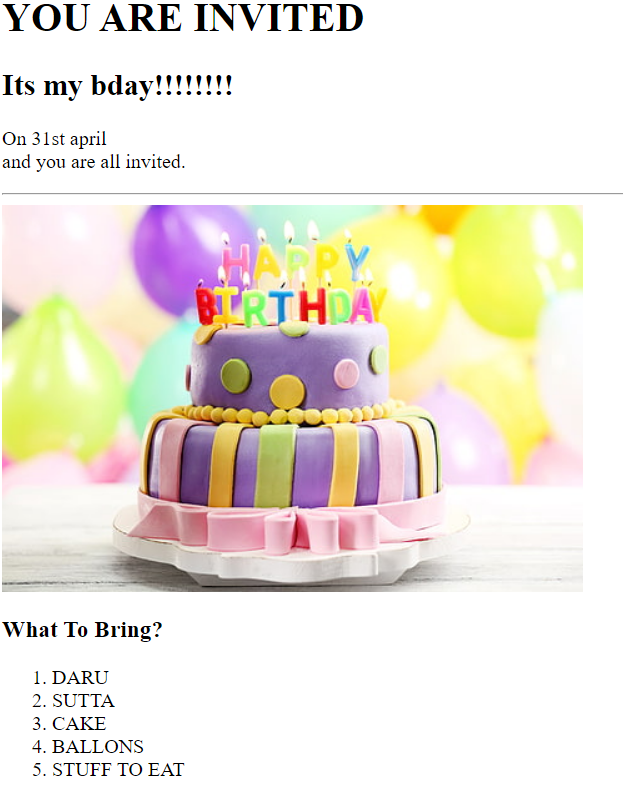 YOU ARE INVITED
Its my bday!!!!!!!!
On 31st april
and you are all invited.
HAPPY
BIRTHDAY
What To Bring?
1. DARU
2. SUTTA
3. CAKE
4. BALLONS
5. STUFF TO EAT